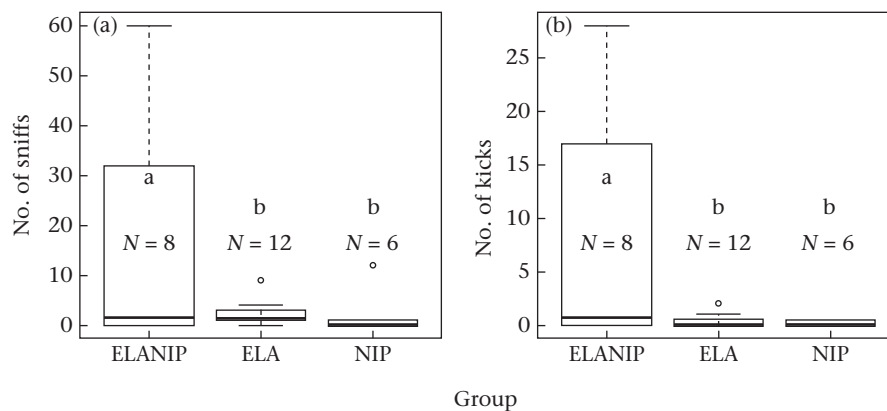 (a)
No. of sniffs
60
50
40
30
20
10
0
a
b
b
N = 8
N = 12
N = 6
ELANIP
ELA
NIP
(b)
No. of kicks
25
20
15
10
5
0
a
b
b
N = 8
N = 12
N = 6
ELANIP
ELA
NIP
Group